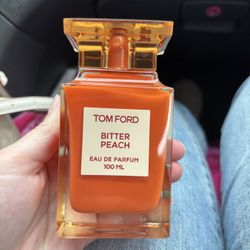 TOM FORD
BITTER
PEACH
EAU DE PARFUM
100 ML